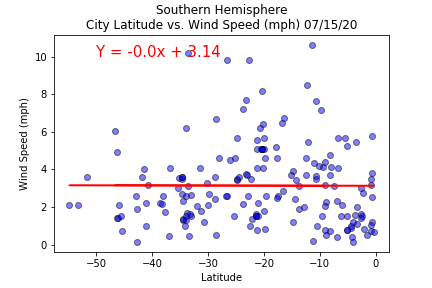 Southern Hemisphere
City Latitude vs. Wind Speed (mph) 07/15/20
Y = -0.0x + 3.14
Wind Speed (mph)
10
8
6
4
2
0
−50
−40
−30
−20
−10
0
Latitude